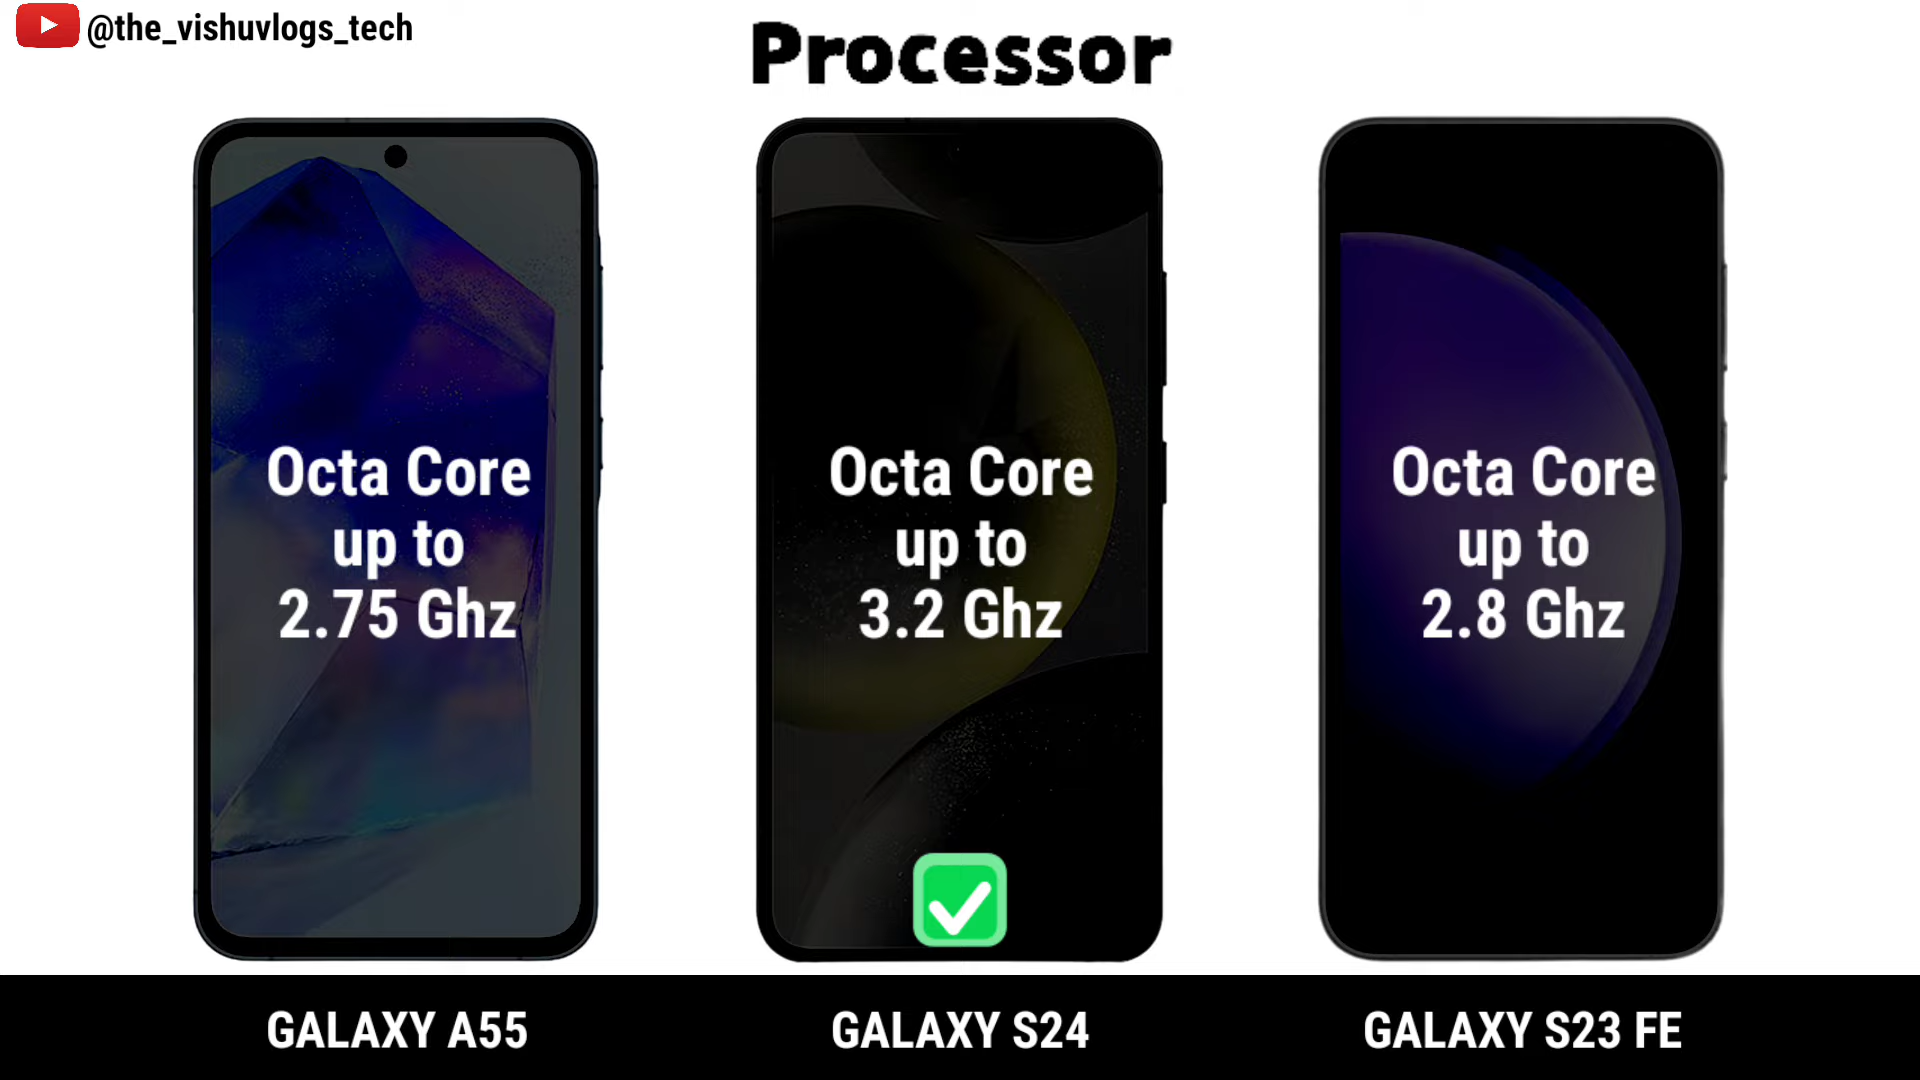 @the_vishuvlogs_tech
Processor
Octa Core
up to
2.75 Ghz
Octa Core
up to
3.2 Ghz
Octa Core
up to
2.8 Ghz
GALAXY A55
GALAXY S24
GALAXY S23 FE